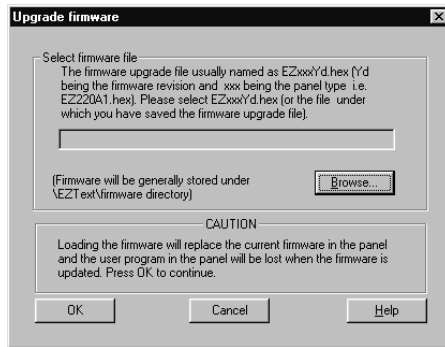 Upgrade firmware
Select firmware file
The firmware upgrade file usually named as EZxxxYd.hex (Yd
being the firmware revision and xxx being the panel type i.e.
EZ220A1.hex). Please select EZxxxYd.hex (or the file under
which you have saved the firmware upgrade file).
(Firmware will be generally stored under
\EZText\firmware directory)
Browse...
CAUTION
Loading the firmware will replace the current firmware in the panel
and the user program in the panel will be lost when the firmware is
updated. Press OK to continue.
OK Cancel Help